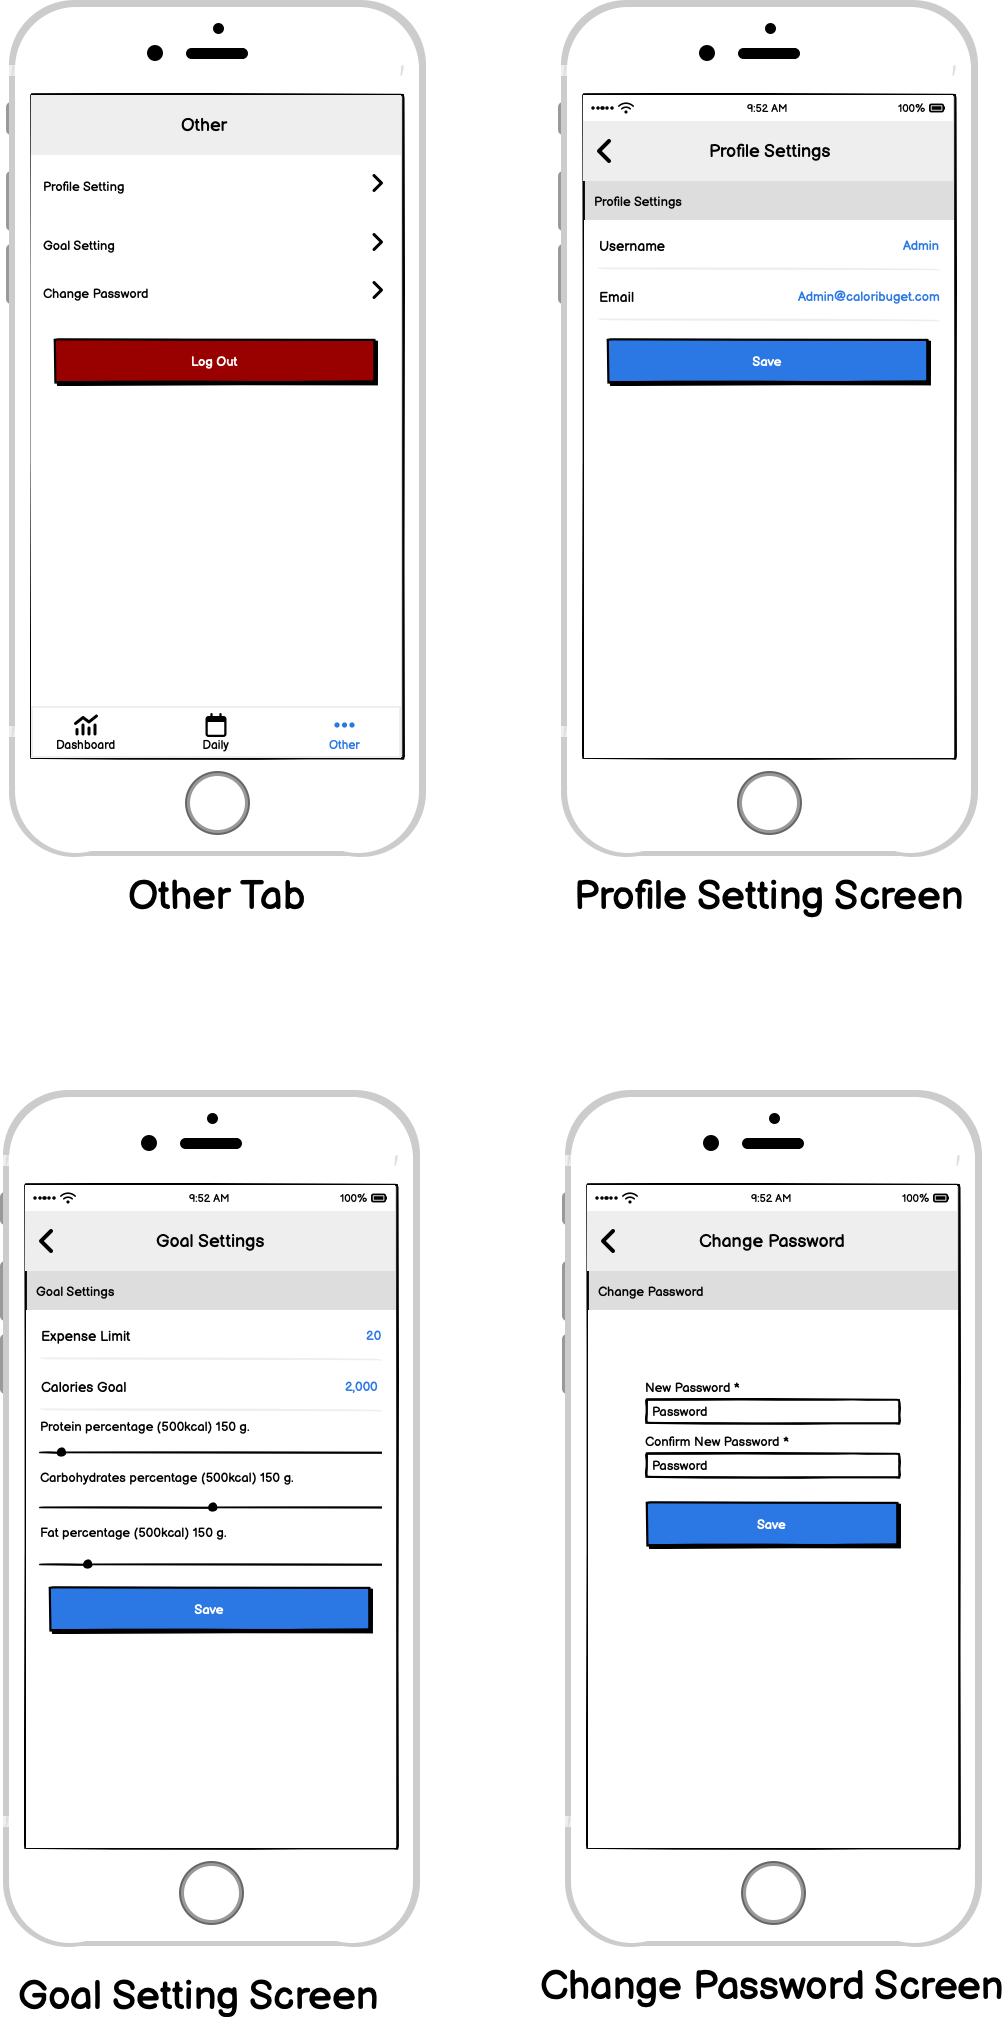 Other
Profile Setting
Goal Setting
Change Password
Log Out
Dashboard
Daily
Other
Other Tab
9:52 AM
100%
Profile Settings
Profile Settings
Username
Admin
Email
Admin@caloribuget.com
Save
Profile Setting Screen
9:52 AM
100%
Goal Settings
Goal Settings
Expense Limit
20
Calories Goal
2,000
Protein percentage (500kcal) 150 g.
Carbohydrates percentage (500kcal) 150 g.
Fat percentage (500kcal) 150 g.
Save
Goal Setting Screen
9:52 AM
100%
Change Password
Change Password
New Password *
Password
Confirm New Password *
Password
Save
Change Password Screen